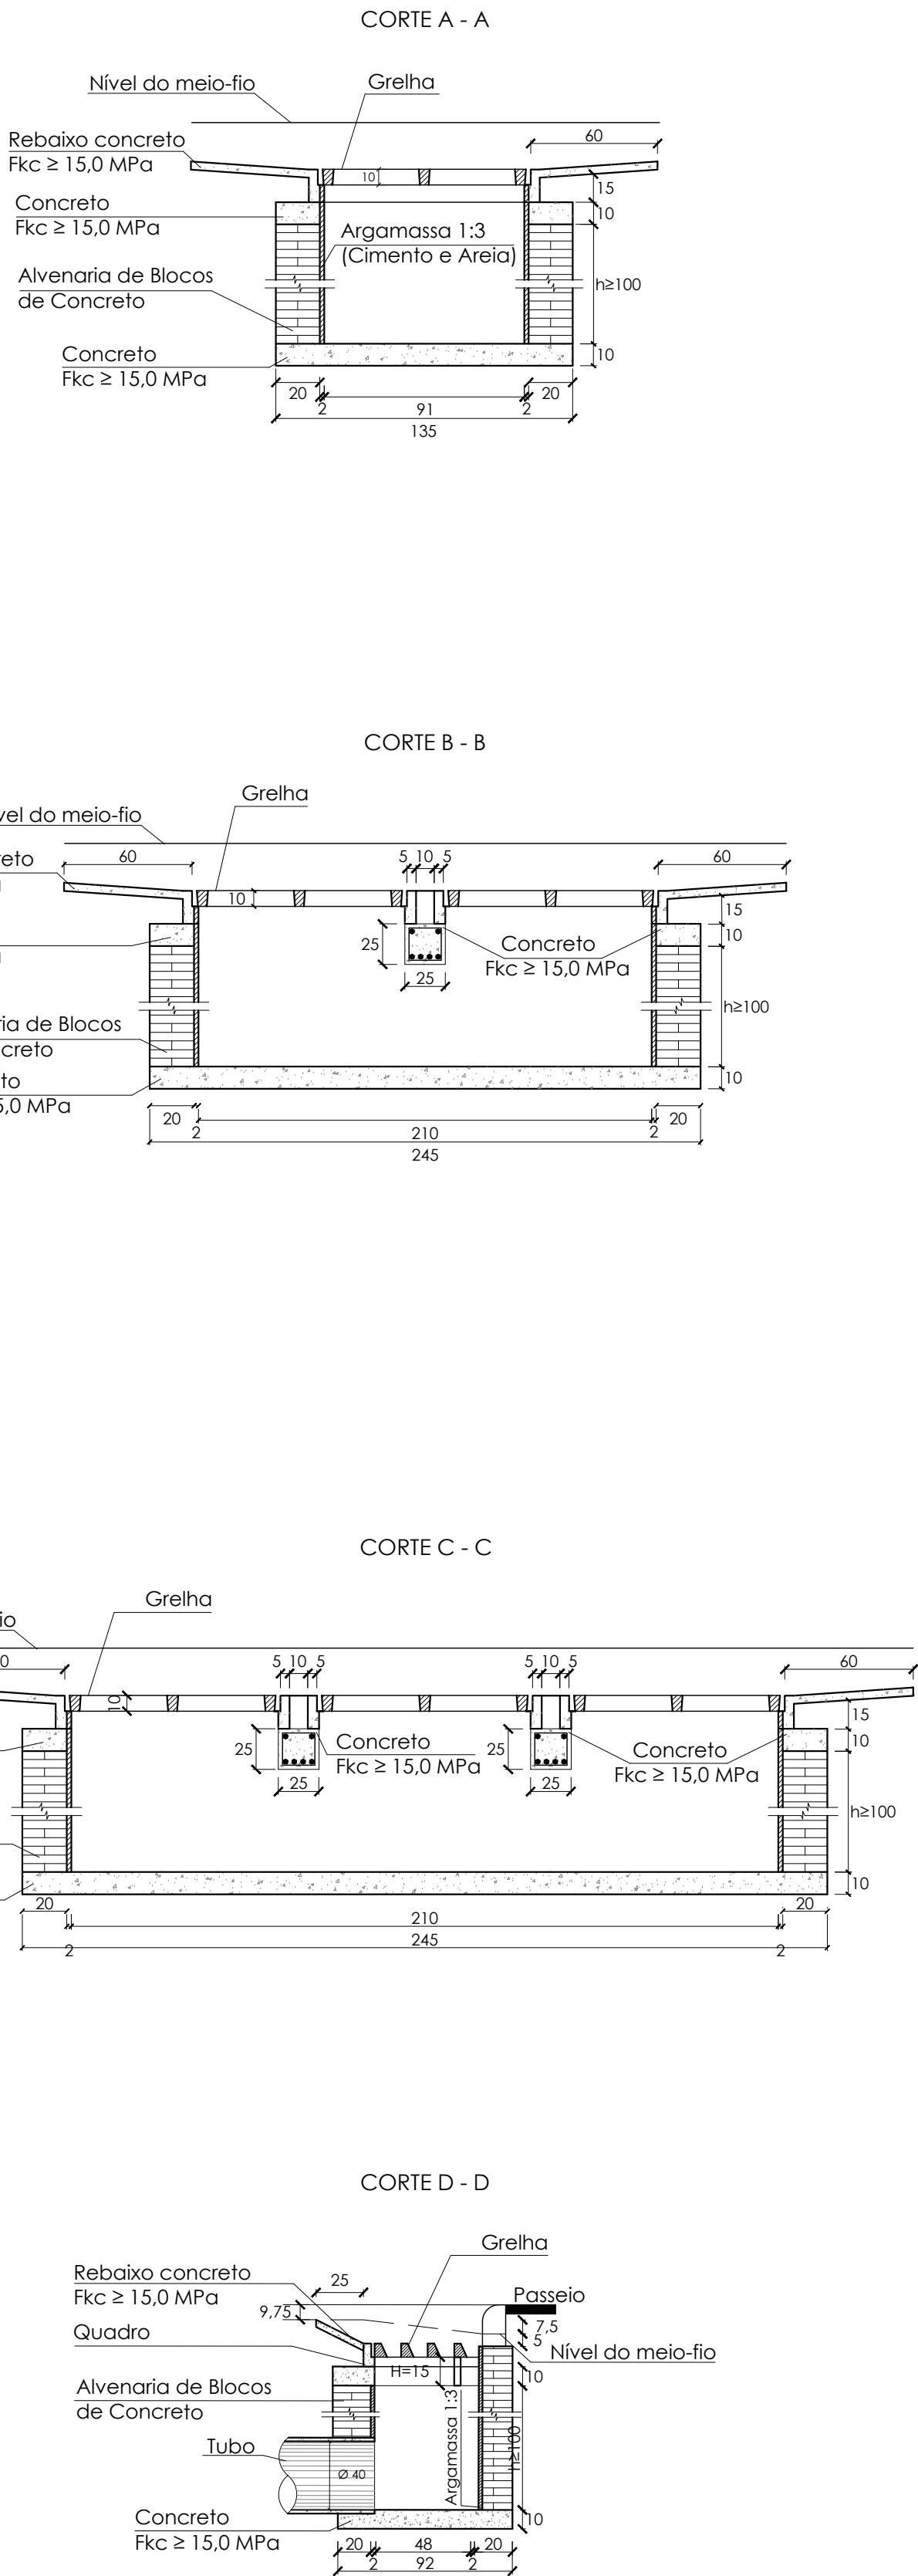 CORTE A - A
Nível do meio-fio
Grelha
Rebaixo concreto
Fkc ≥ 15,0 MPa
60
10
15
Concreto
Fkc ≥ 15,0 MPa
10
Argamassa 1:3
(Cimento e Areia)
Alvenaria de Blocos
de Concreto
h≥100
Concreto
Fkc ≥ 15,0 MPa
10
20
2
91
2
20
135
CORTE B - B
Grelha
vel do meio-fio
60
5 10 5
60
reto
10
15
25
Concreto
Fkc ≥ 15,0 MPa
10
25
h≥100
ria de Blocos
creto
to
5,0 MPa
10
20
2
210
2
20
245
CORTE C - C
Grelha
io
0
5 10 5
5 10 5
60
10
15
25
Concreto
Fkc ≥ 15,0 MPa
25
Concreto
Fkc ≥ 15,0 MPa
10
25
25
h≥100
10
20
210
20
245
2
2
CORTE D - D
Grelha
Rebaixo concreto
Fkc ≥ 15,0 MPa
25
Passeio
9,75
7,5
5
Quadro
Nível do meio-fio
H=15
10
Alvenaria de Blocos
de Concreto
Argamassa 1:3
h≥100
Tubo
Ø 40
Concreto
Fkc ≥ 15,0 MPa
10
20
2
48
2
20
92